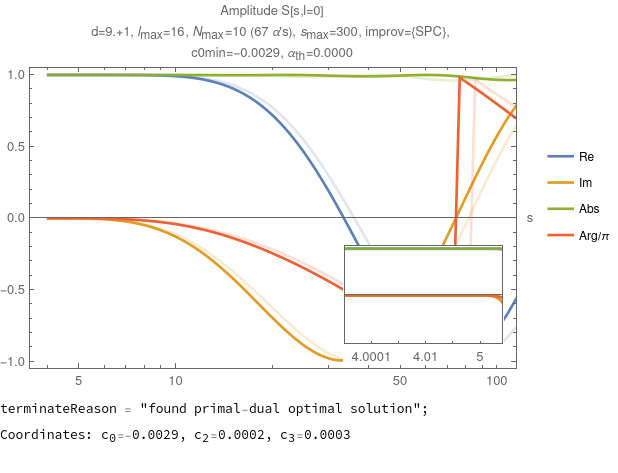 Amplitude S[s,l=0]
d=9.+1, lmax=16, Nmax=10 (67 α's), smax=300, improv={SPC},
c0min=-0.0029, αth=0.0000
1.0
0.5
0.0
-0.5
-1.0
s
Re
Im
Abs
Arg/π
4.0001 4.01 5
5 10 50 100
terminateReason = "found primal-dual optimal solution";
Coordinates: c0=-0.0029, c2=0.0002, c3=0.0003